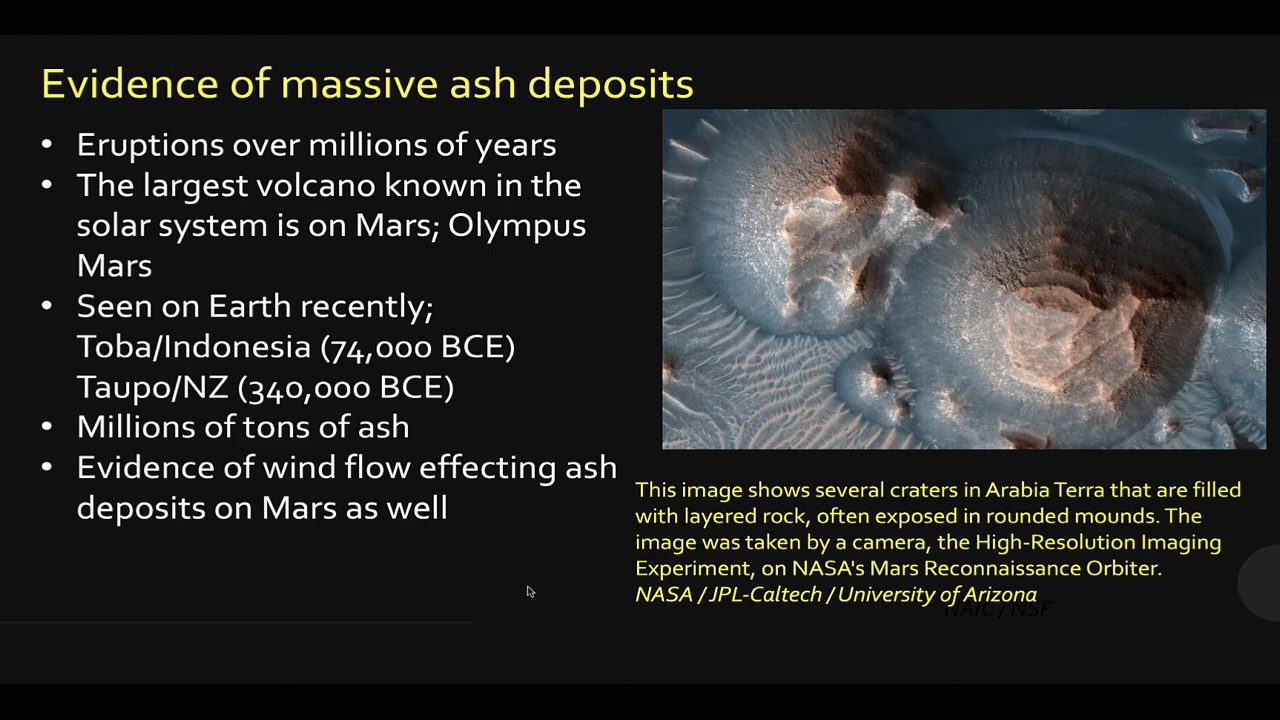 Evidence of massive ash deposits
• Eruptions over millions of years
• The largest volcano known in the
solar system is on Mars; Olympus
Mars
• Seen on Earth recently;
Toba/Indonesia (74,000 BCE)
Taupo/NZ (340,000 BCE)
• Millions of tons of ash
• Evidence of wind flow effecting ash
deposits on Mars as well
This image shows several craters in Arabia Terra that are filled
with layered rock, often exposed in rounded mounds. The
image was taken by a camera, the High-Resolution Imaging
Experiment, on NASA's Mars Reconnaissance Orbiter.
NASA / JPL-Caltech / University of Arizona
NAIC / NSF